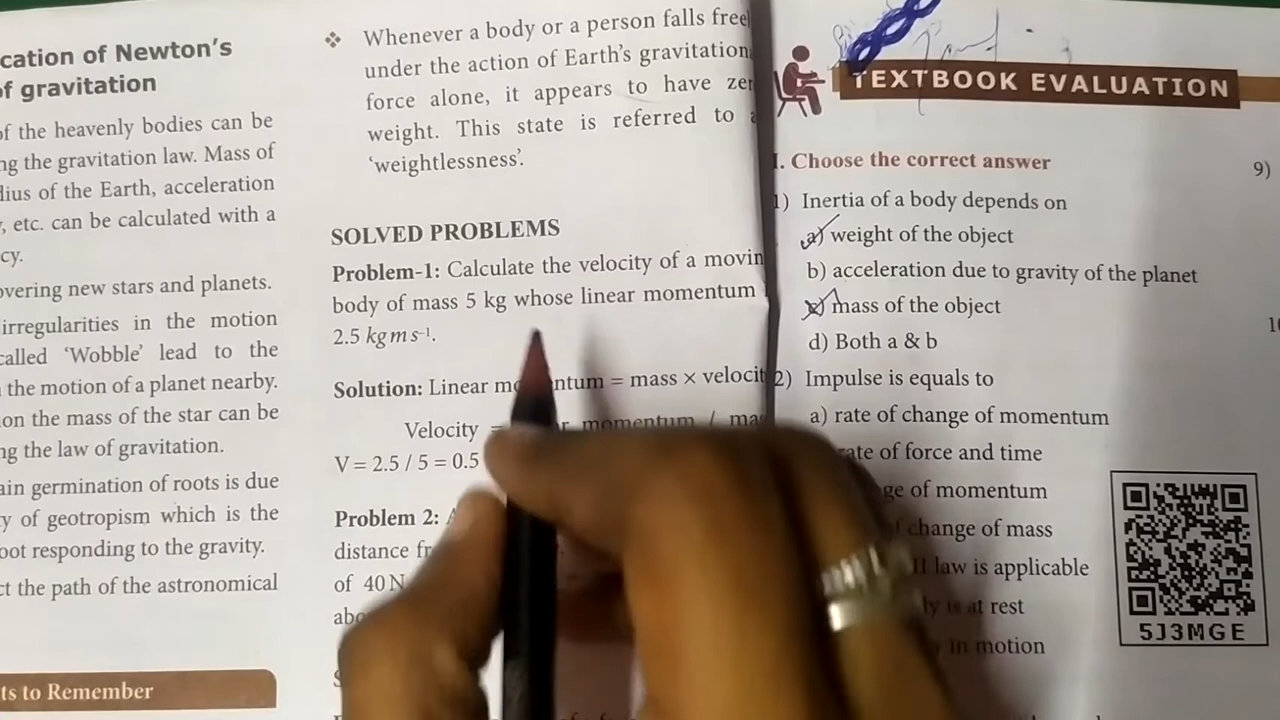 cation of Newton's
of gravitation
of the heavenly bodies can be
ng the gravitation law. Mass of
dius of the Earth, acceleration
, etc. can be calculated with a
cy.
overing new stars and planets.
irregularities in the motion
called 'Wobble' lead to the
the motion of a planet nearby.
on the mass of the star can be
ng the law of gravitation.
ain germination of roots is due
y of geotropism which is the
oot responding to the gravity.
ct the path of the astronomical
ts to Remember
❖ Whenever a body or a person falls free
under the action of Earth's gravitation
force alone, it appears to have zer
weight. This state is referred to a
'weightlessness'.
SOLVED PROBLEMS
Problem-1: Calculate the velocity of a movin
body of mass 5 kg whose linear momentum
2.5 kg m s⁻¹.
Solution: Linear mo ntum = mass × velocit
Velocity = momentum / ma
V = 2.5 / 5 = 0.5
Problem 2: A
distance fr
of 40 N
abo
TEXTBOOK EVALUATION
I. Choose the correct answer
1) Inertia of a body depends on
a) weight of the object
b) acceleration due to gravity of the planet
c) mass of the object
d) Both a & b
2) Impulse is equals to
a) rate of change of momentum
rate of force and time
ge of momentum
f change of mass
II law is applicable
ly is at rest
in motion
9)
10
5J3MGE